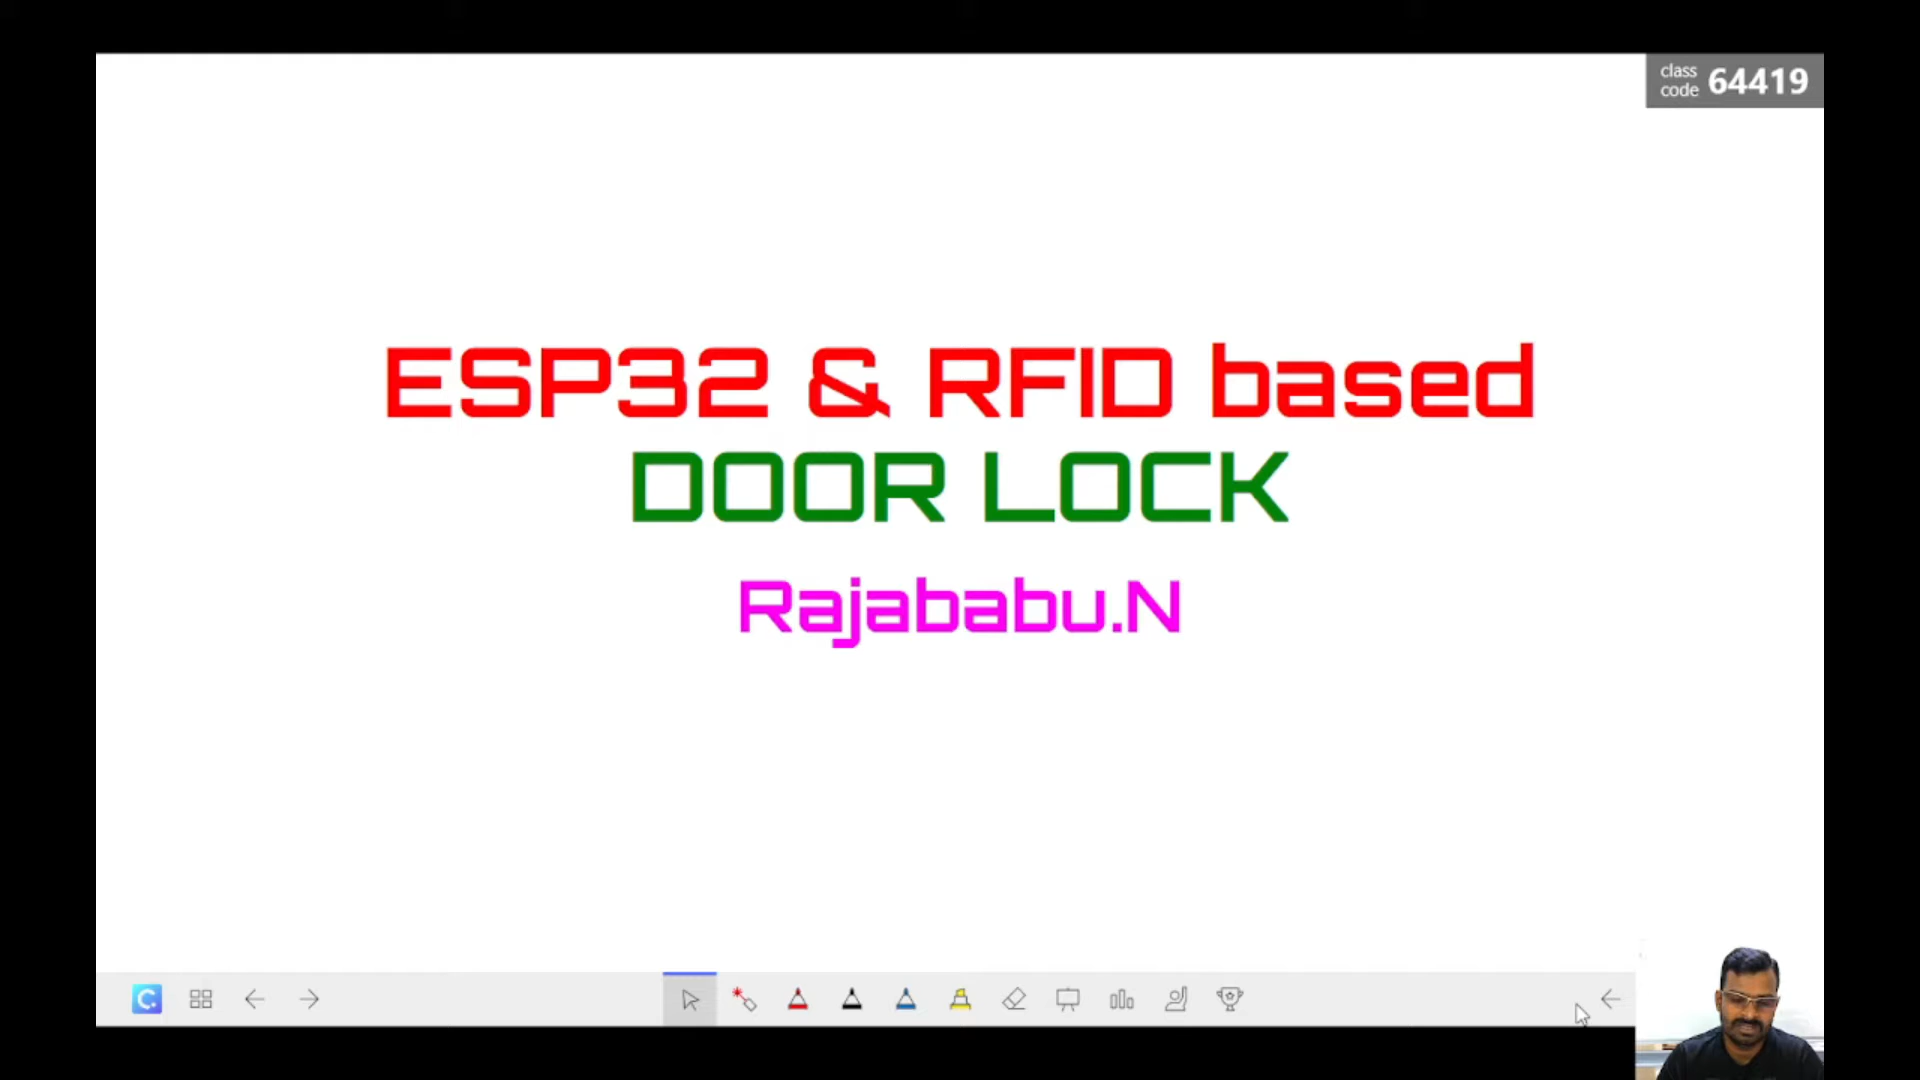 class
code 64419
ESP32 & RFID based
DOOR LOCK
Rajababu.N